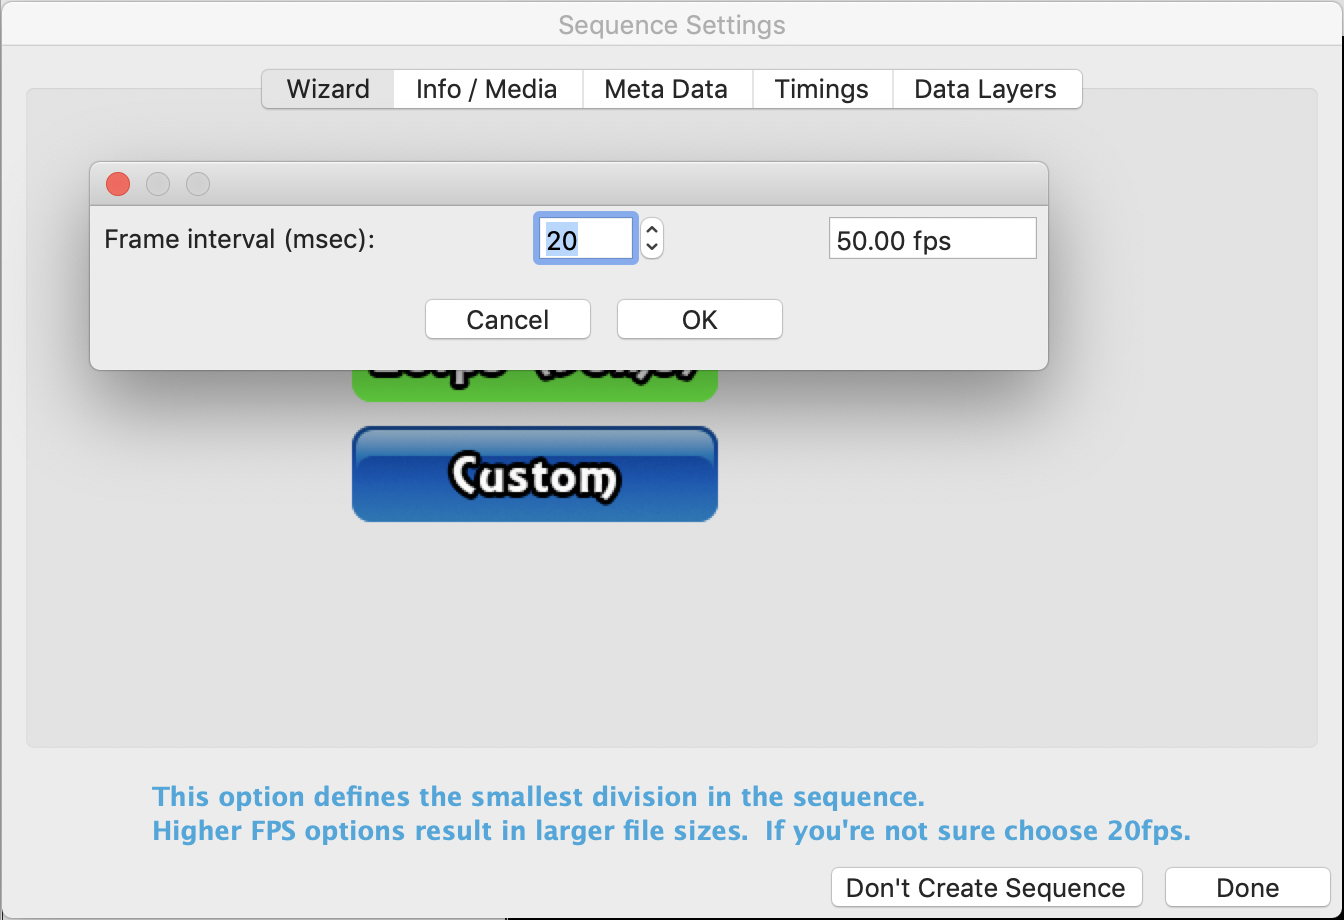 Sequence Settings
Wizard
Info / Media
Meta Data
Timings
Data Layers
Frame interval (msec):
20
50.00 fps
Cancel
OK
Custom
This option defines the smallest division in the sequence.
Higher FPS options result in larger file sizes.  If you're not sure choose 20fps.
Don't Create Sequence
Done